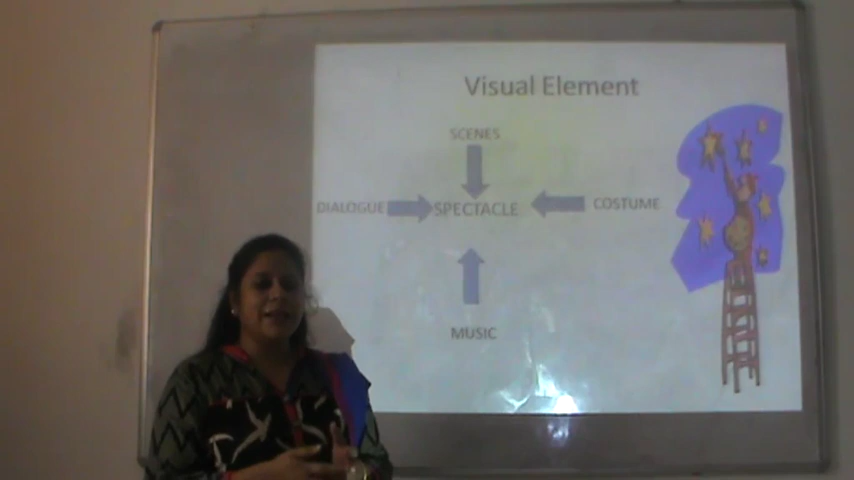 Visual Element
SCENES
DIALOGUE
SPECTACLE
COSTUME
MUSIC